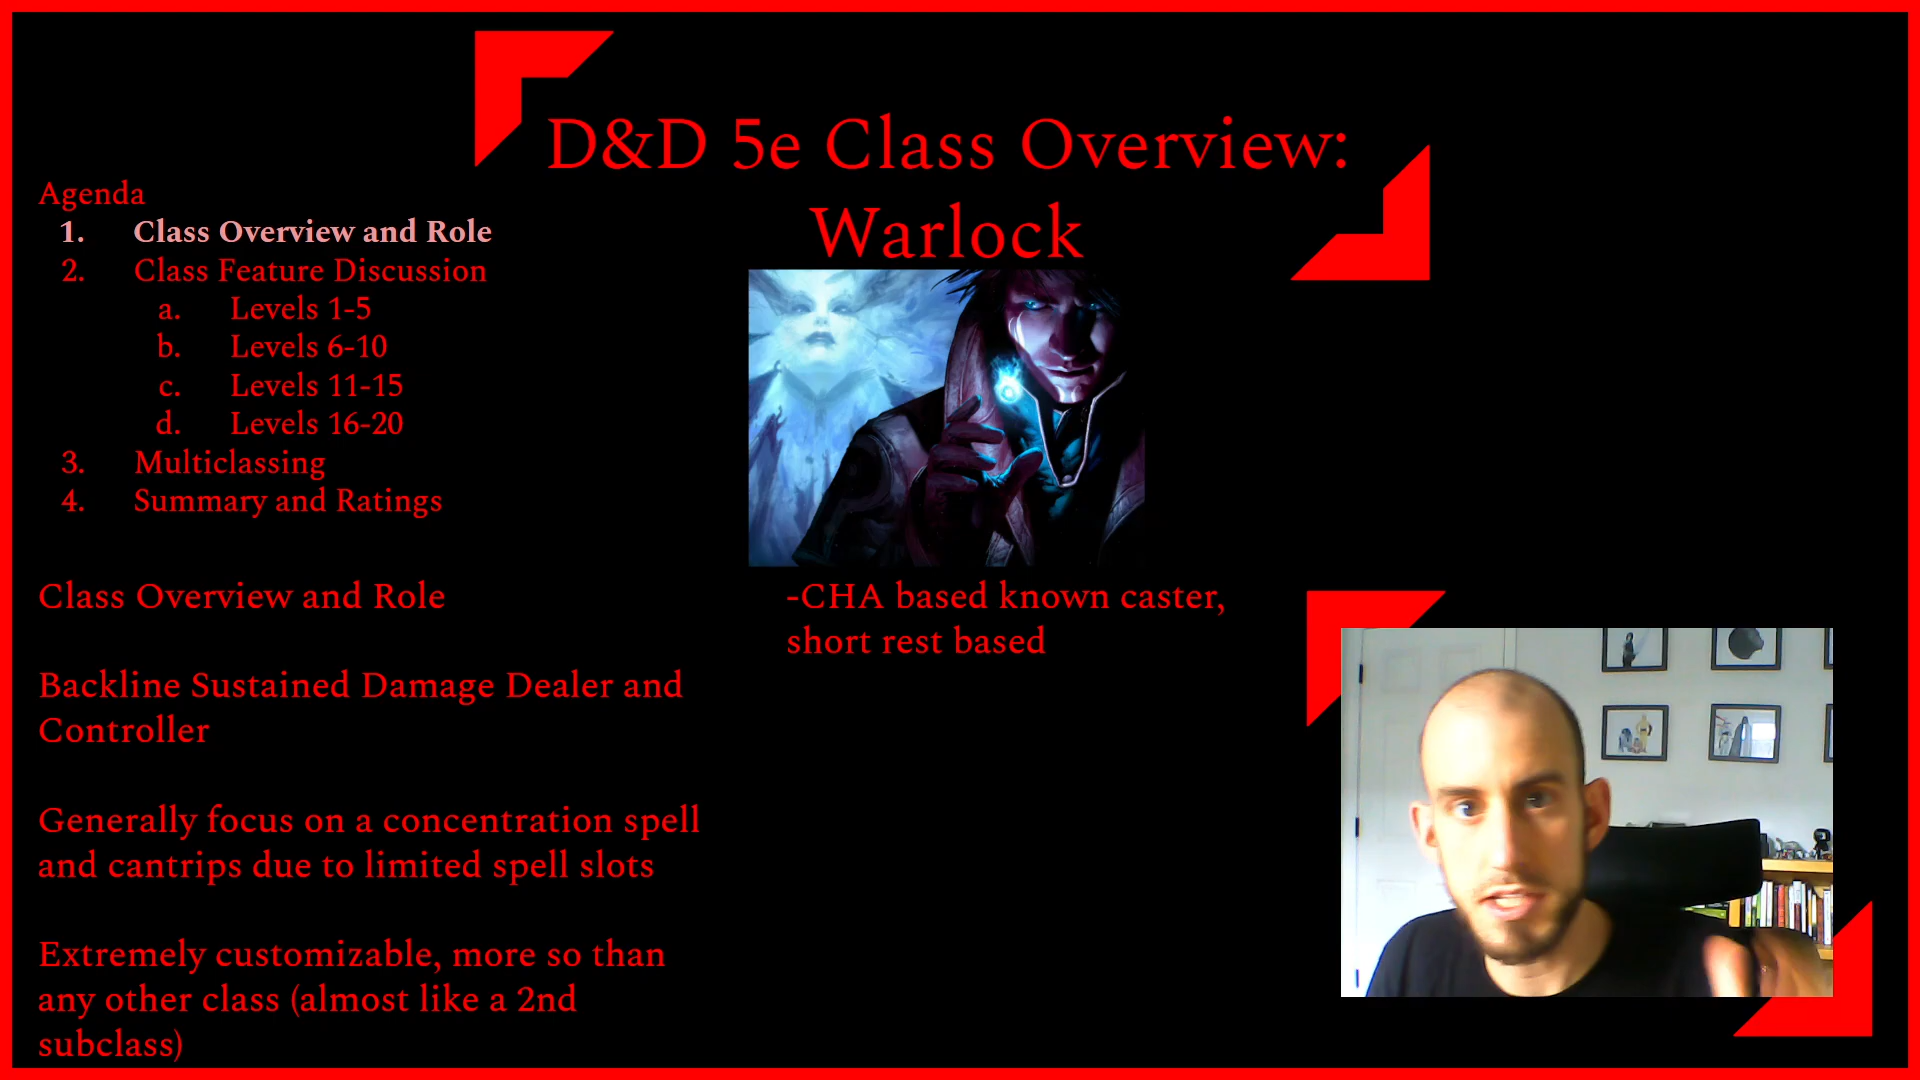 D&D 5e Class Overview:
Warlock
Agenda
1. Class Overview and Role
2. Class Feature Discussion
a. Levels 1-5
b. Levels 6-10
c. Levels 11-15
d. Levels 16-20
3. Multiclassing
4. Summary and Ratings
Class Overview and Role
Backline Sustained Damage Dealer and
Controller
Generally focus on a concentration spell
and cantrips due to limited spell slots
Extremely customizable, more so than
any other class (almost like a 2nd
subclass)
-CHA based known caster,
short rest based